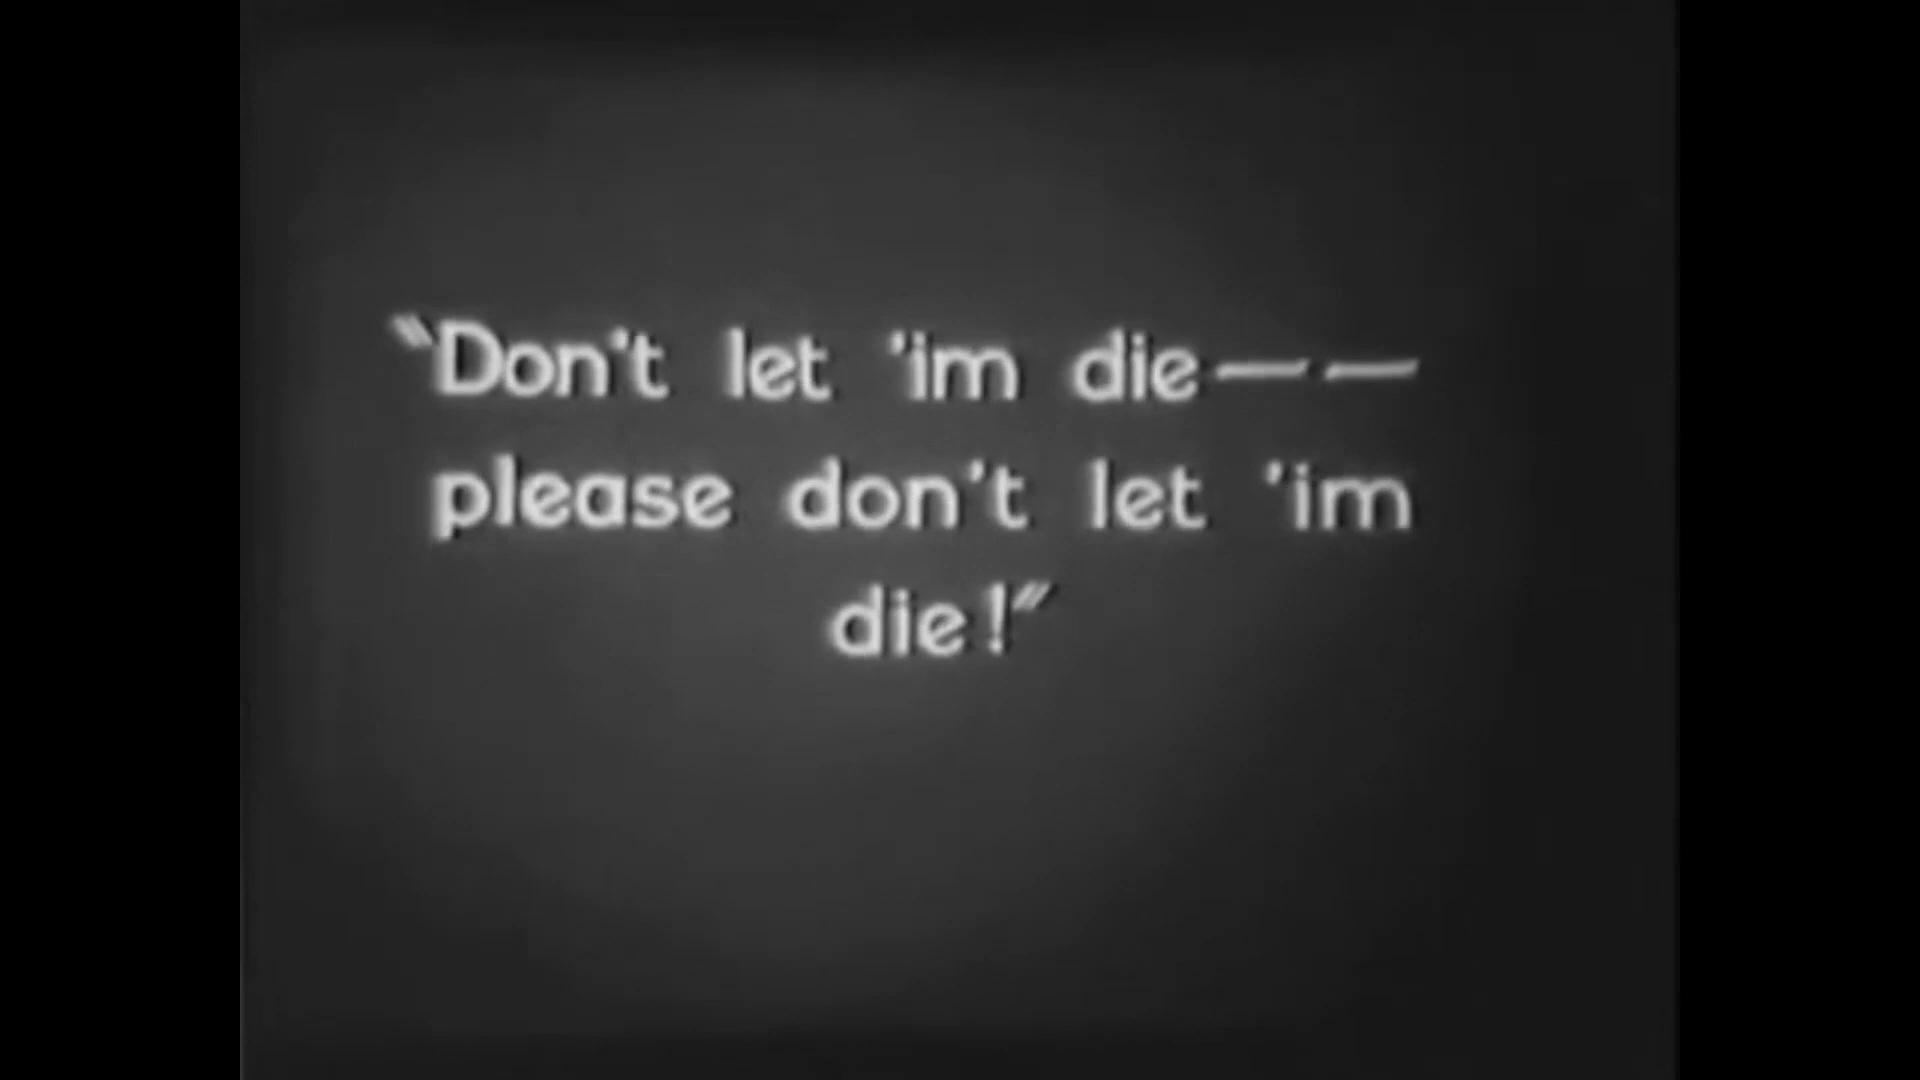 "Don't let 'im die——
please don't let 'im
die!"